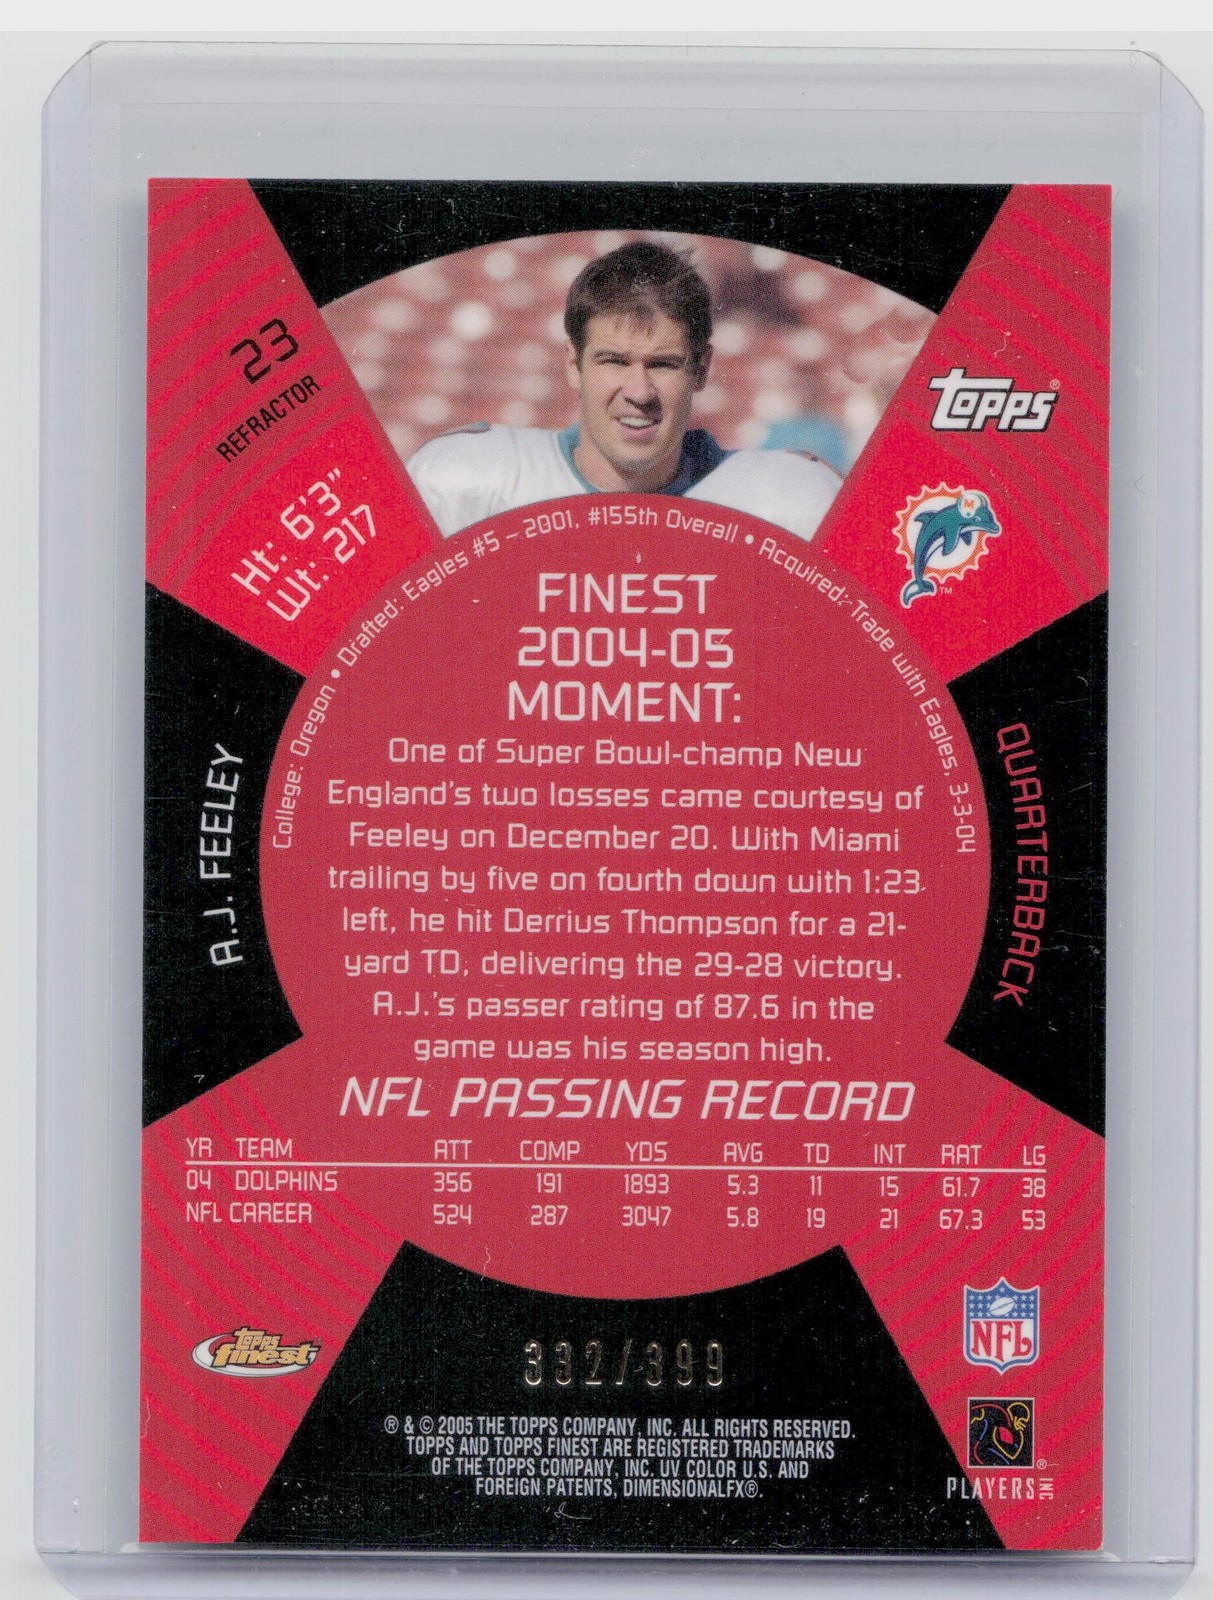 23
REFRACTOR
Ht: 6'3"
Wt: 217
topps®
M
TM
College: Oregon • Drafted: Eagles #5 – 2001, #155th Overall • Acquired: Trade with Eagles, 3-3-04
A.J. FEELEY
QUARTERBACK
FINEST
2004-05
MOMENT:
One of Super Bowl-champ New
England's two losses came courtesy of
Feeley on December 20. With Miami
trailing by five on fourth down with 1:23
left, he hit Derrius Thompson for a 21-
yard TD, delivering the 29-28 victory.
A.J.'s passer rating of 87.6 in the
game was his season high.
NFL PASSING RECORD
YR TEAM ATT COMP YDS AVG TD INT RAT LG
04 DOLPHINS 356 191 1893 5.3 11 15 61.7 38
NFL CAREER 524 287 3047 5.8 19 21 67.3 53
topps finest
NFL
332/399
® & © 2005 THE TOPPS COMPANY, INC. ALL RIGHTS RESERVED.
TOPPS AND TOPPS FINEST ARE REGISTERED TRADEMARKS
OF THE TOPPS COMPANY, INC. UV COLOR U.S. AND
FOREIGN PATENTS, DIMENSIONALFX®.
®
PLAYERS INC